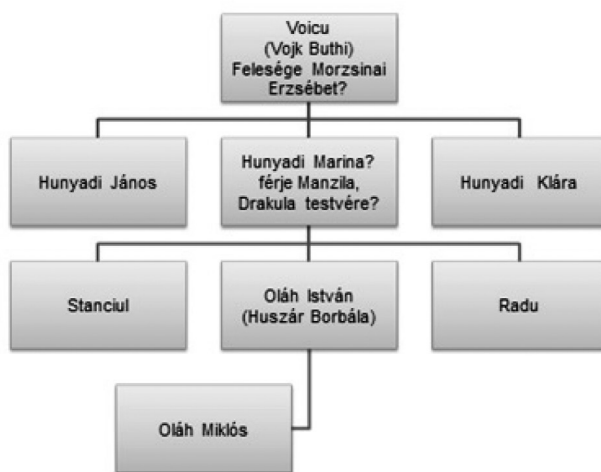 Voicu
(Vojk Buthi)
Felesége Morzsinai
Erzsébet?
Hunyadi János
Hunyadi Marina?
férje Manzila,
Drakula testvére?
Hunyadi Klára
Stanciul
Oláh István
(Huszár Borbála)
Radu
Oláh Miklós